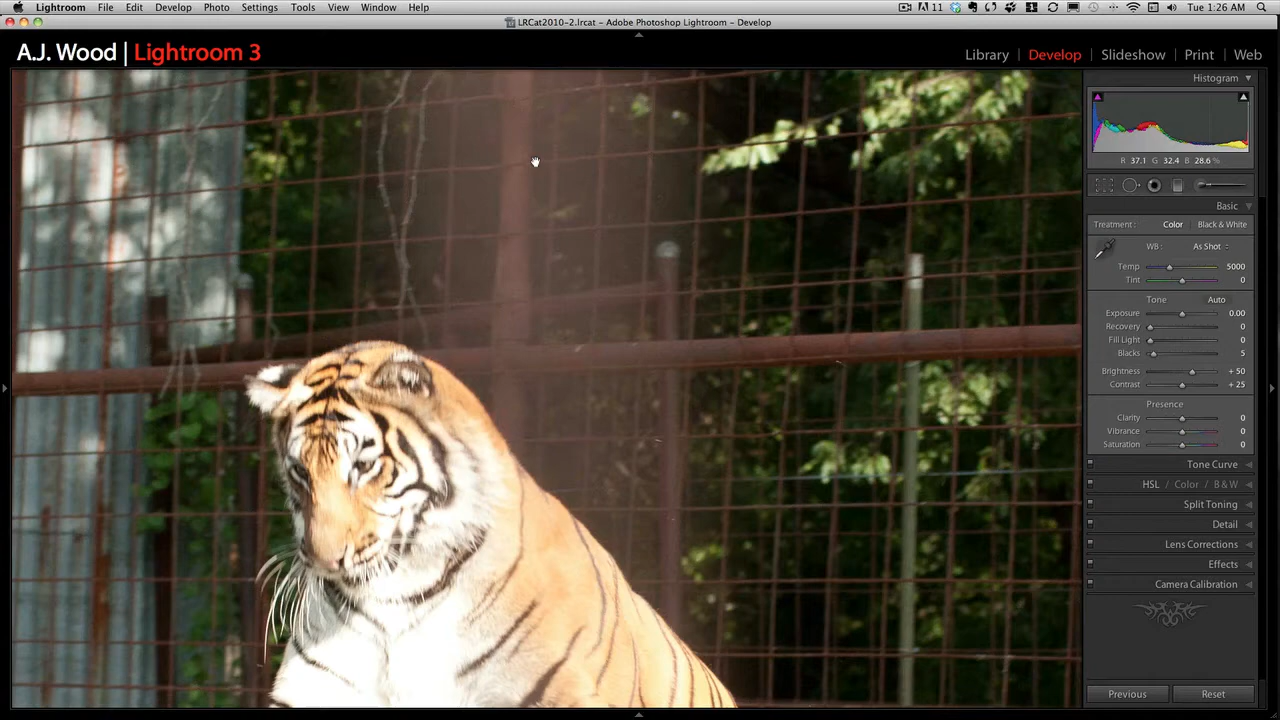 Lightroom File Edit Develop Photo Settings Tools View Window Help 11 Tue 1:26 AM
LRCat2010-2.lrcat - Adobe Photoshop Lightroom - Develop
A.J. Wood | Lightroom 3 Library | Develop | Slideshow | Print | Web
Histogram
R 37.1 G 32.4 B 28.6 %
Basic
Treatment : Color Black & White
WB : As Shot
Temp 5000
Tint 0
Tone Auto
Exposure 0.00
Recovery 0
Fill Light 0
Blacks 5
Brightness + 50
Contrast + 25
Presence
Clarity 0
Vibrance 0
Saturation 0
Tone Curve
HSL / Color / B & W
Split Toning
Detail
Lens Corrections
Effects
Camera Calibration
Previous Reset